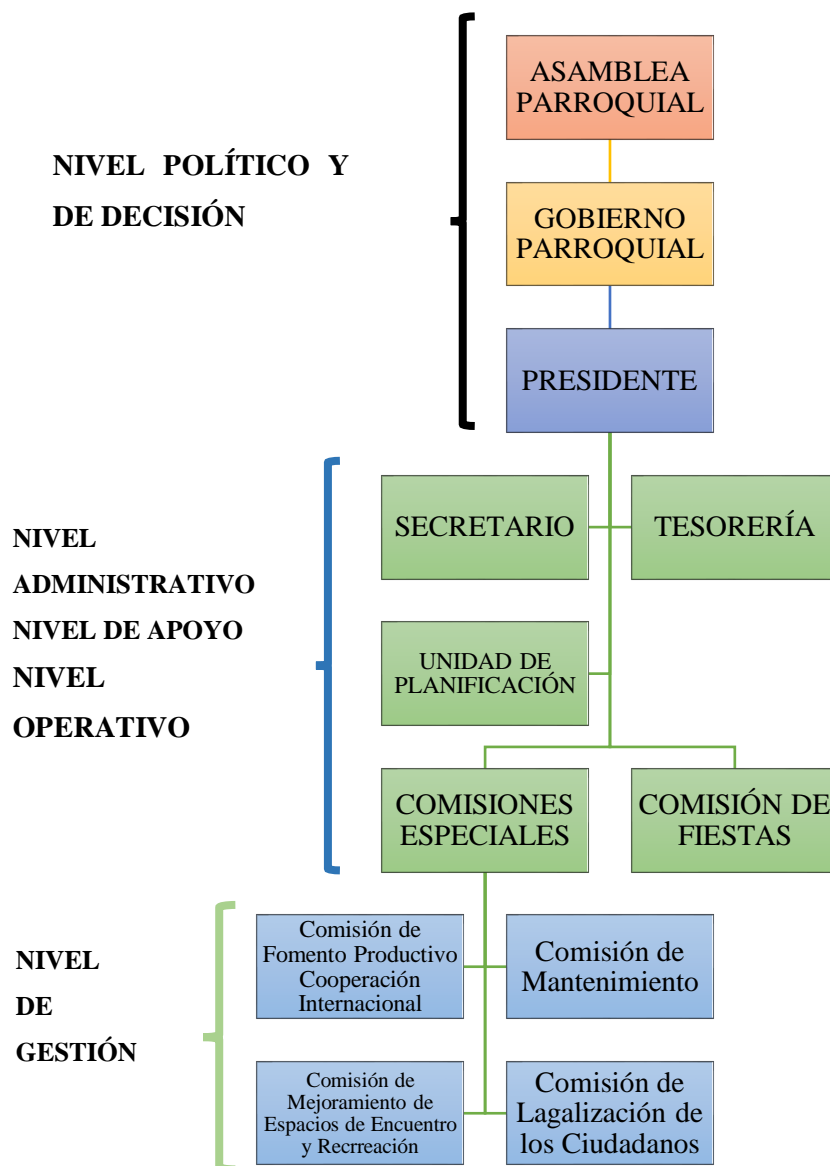 NIVEL POLÍTICO Y
DE DECISIÓN
ASAMBLEA
PARROQUIAL
GOBIERNO
PARROQUIAL
PRESIDENTE
NIVEL
ADMINISTRATIVO
NIVEL DE APOYO
NIVEL
OPERATIVO
SECRETARIO
TESORERÍA
UNIDAD DE
PLANIFICACIÓN
COMISIONES
ESPECIALES
COMISIÓN DE
FIESTAS
NIVEL
DE
GESTIÓN
Comisión de
Fomento Productivo
Cooperación
Internacional
Comisión de
Mantenimiento
Comisión de
Mejoramiento de
Espacios de Encuentro
y Recrreación
Comisión de
Lagalización de
los Ciudadanos